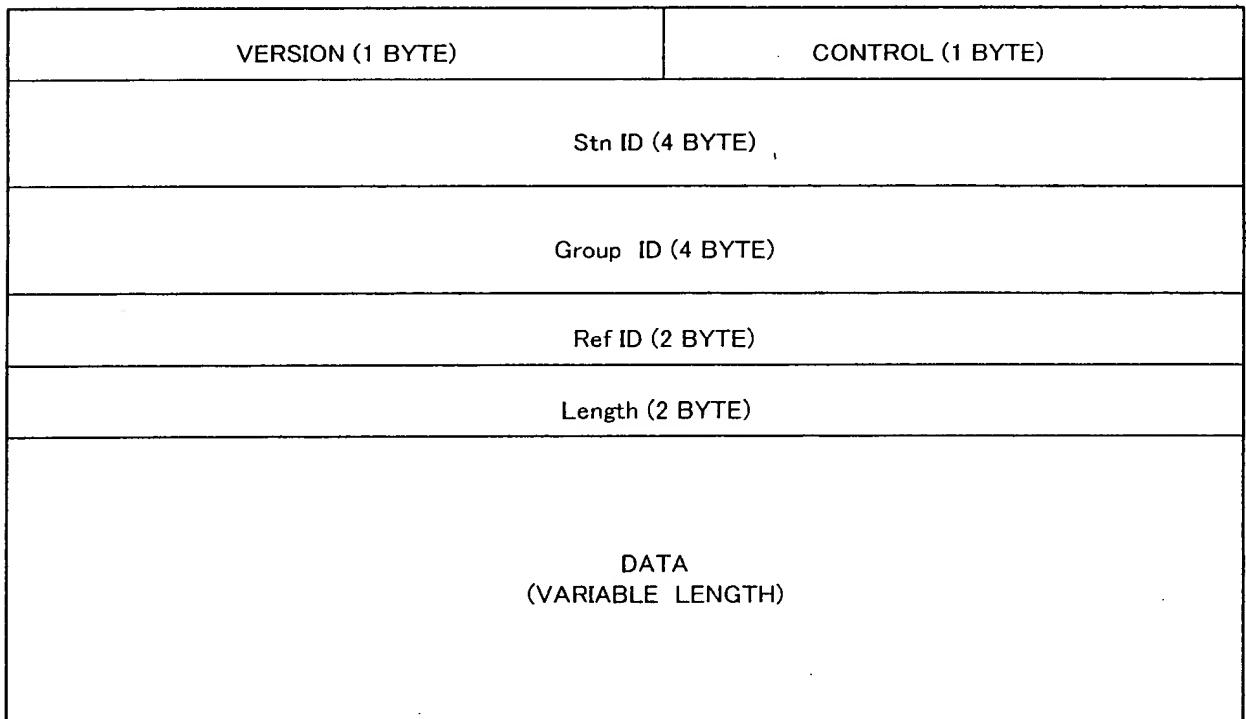 VERSION (1 BYTE)
CONTROL (1 BYTE)
Stn ID (4 BYTE)
Group ID (4 BYTE)
Ref ID (2 BYTE)
Length (2 BYTE)
DATA
(VARIABLE LENGTH)